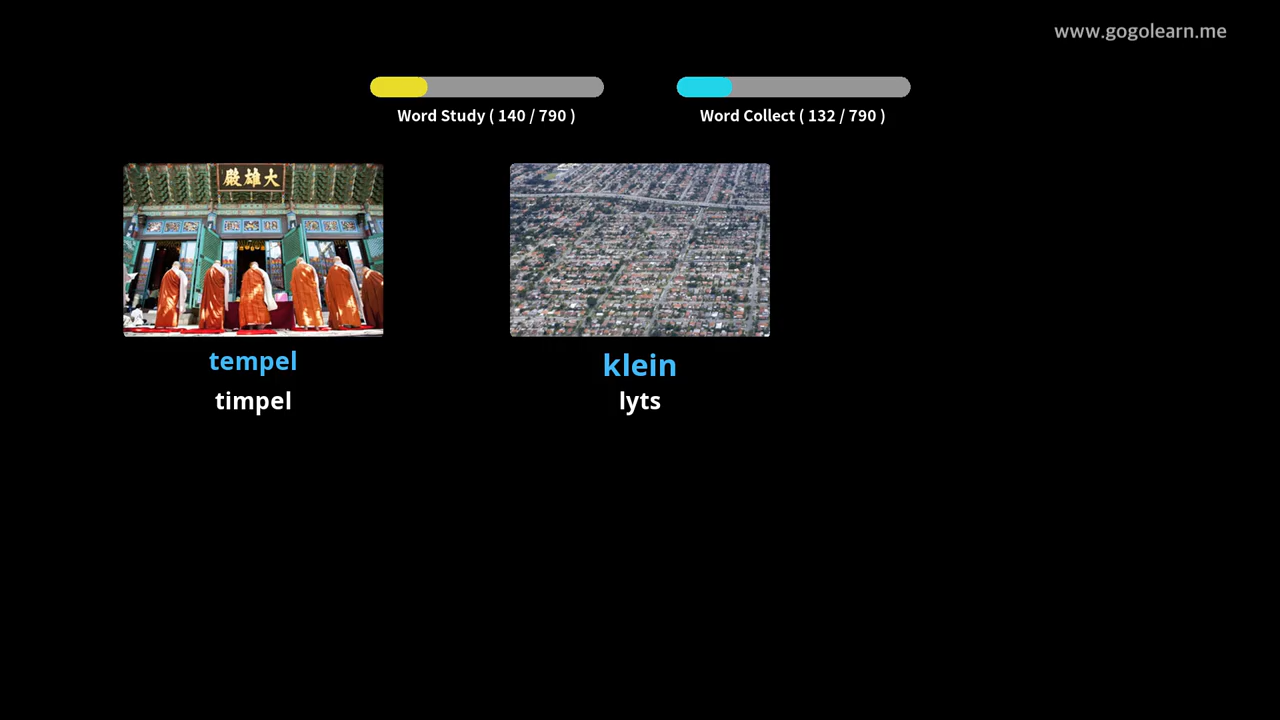 www.gogolearn.me
Word Study ( 140 / 790 )
Word Collect ( 132 / 790 )
殿雄大
tempel
timpel
klein
lyts